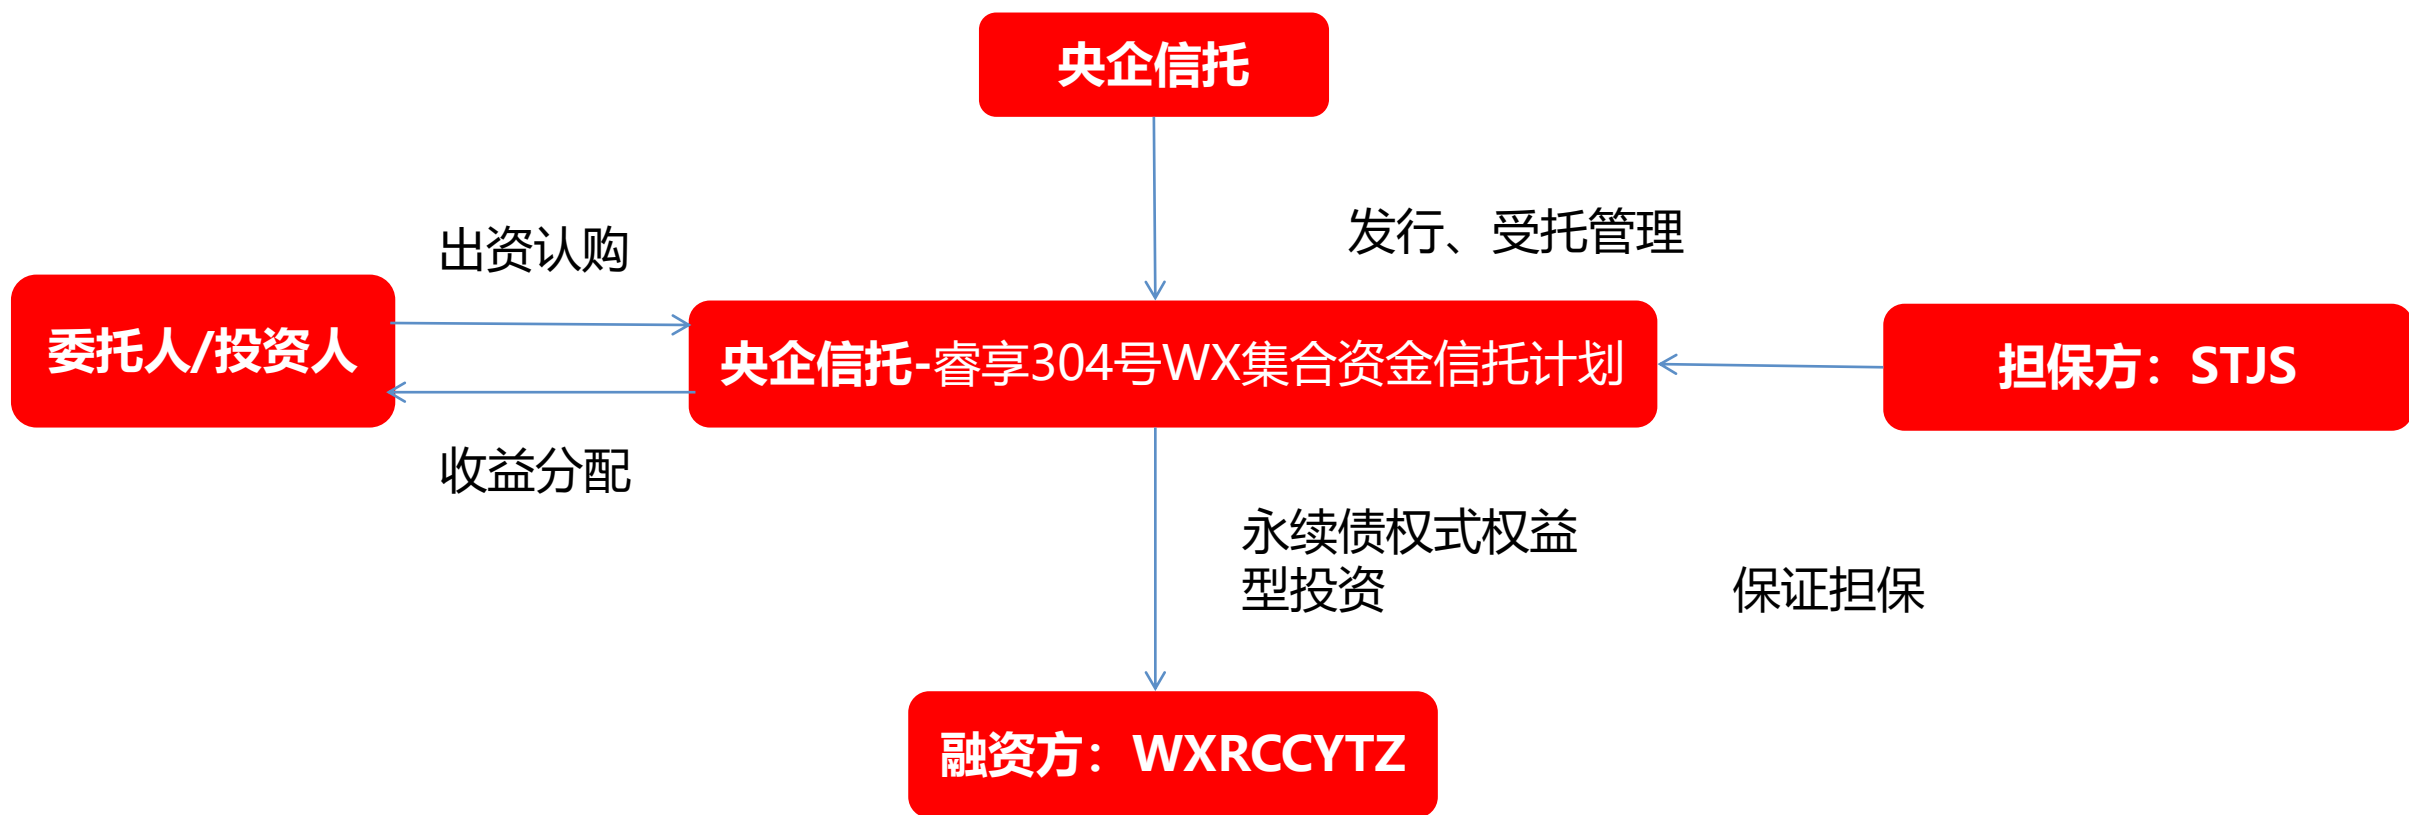 央企信托
发行、受托管理
出资认购
委托人/投资人
央企信托-睿享304号WX集合资金信托计划
担保方：STJS
收益分配
永续债权式权益
型投资
保证担保
融资方：WXRCCYTZ